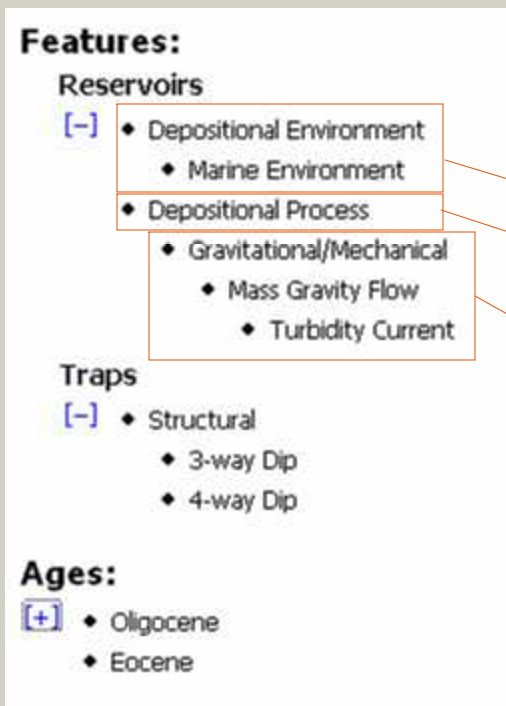 Features:
Reservoirs
[−] ◆ Depositional Environment
◆ Marine Environment
◆ Depositional Process
◆ Gravitational/Mechanical
◆ Mass Gravity Flow
◆ Turbidity Current
Traps
[−] ◆ Structural
◆ 3-way Dip
◆ 4-way Dip
Ages:
[+] ◆ Oligocene
◆ Eocene